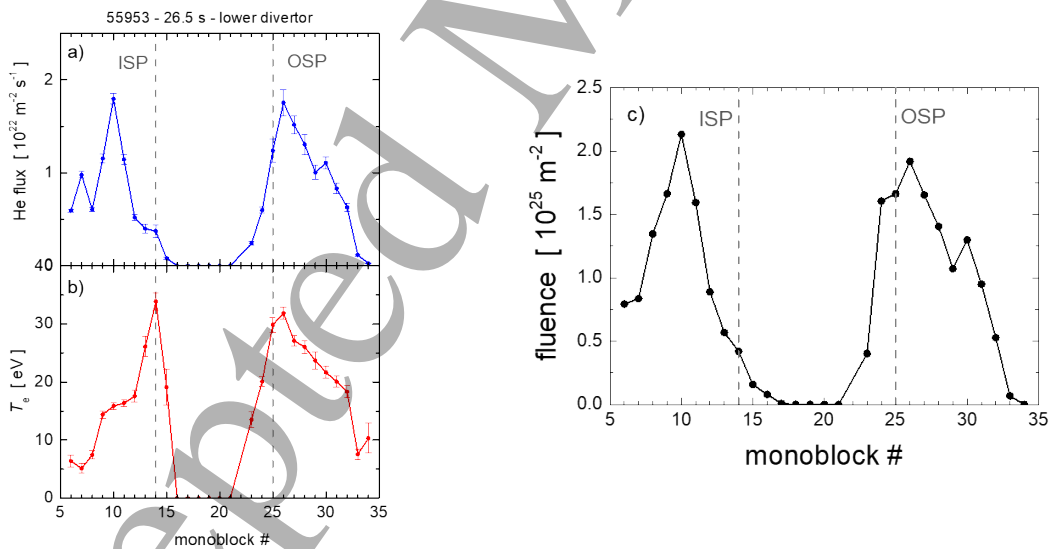 55953 - 26.5 s - lower divertor
a)
ISP
OSP
He flux [ 10²² m⁻² s⁻¹ ]
2
1
0
b)
Tₑ [ eV ]
40
30
20
10
0
5 10 15 20 25 30 35
monoblock #
c)
ISP
OSP
fluence [ 10²⁵ m⁻² ]
2.5
2.0
1.5
1.0
0.5
0.0
5 10 15 20 25 30 35
monoblock #